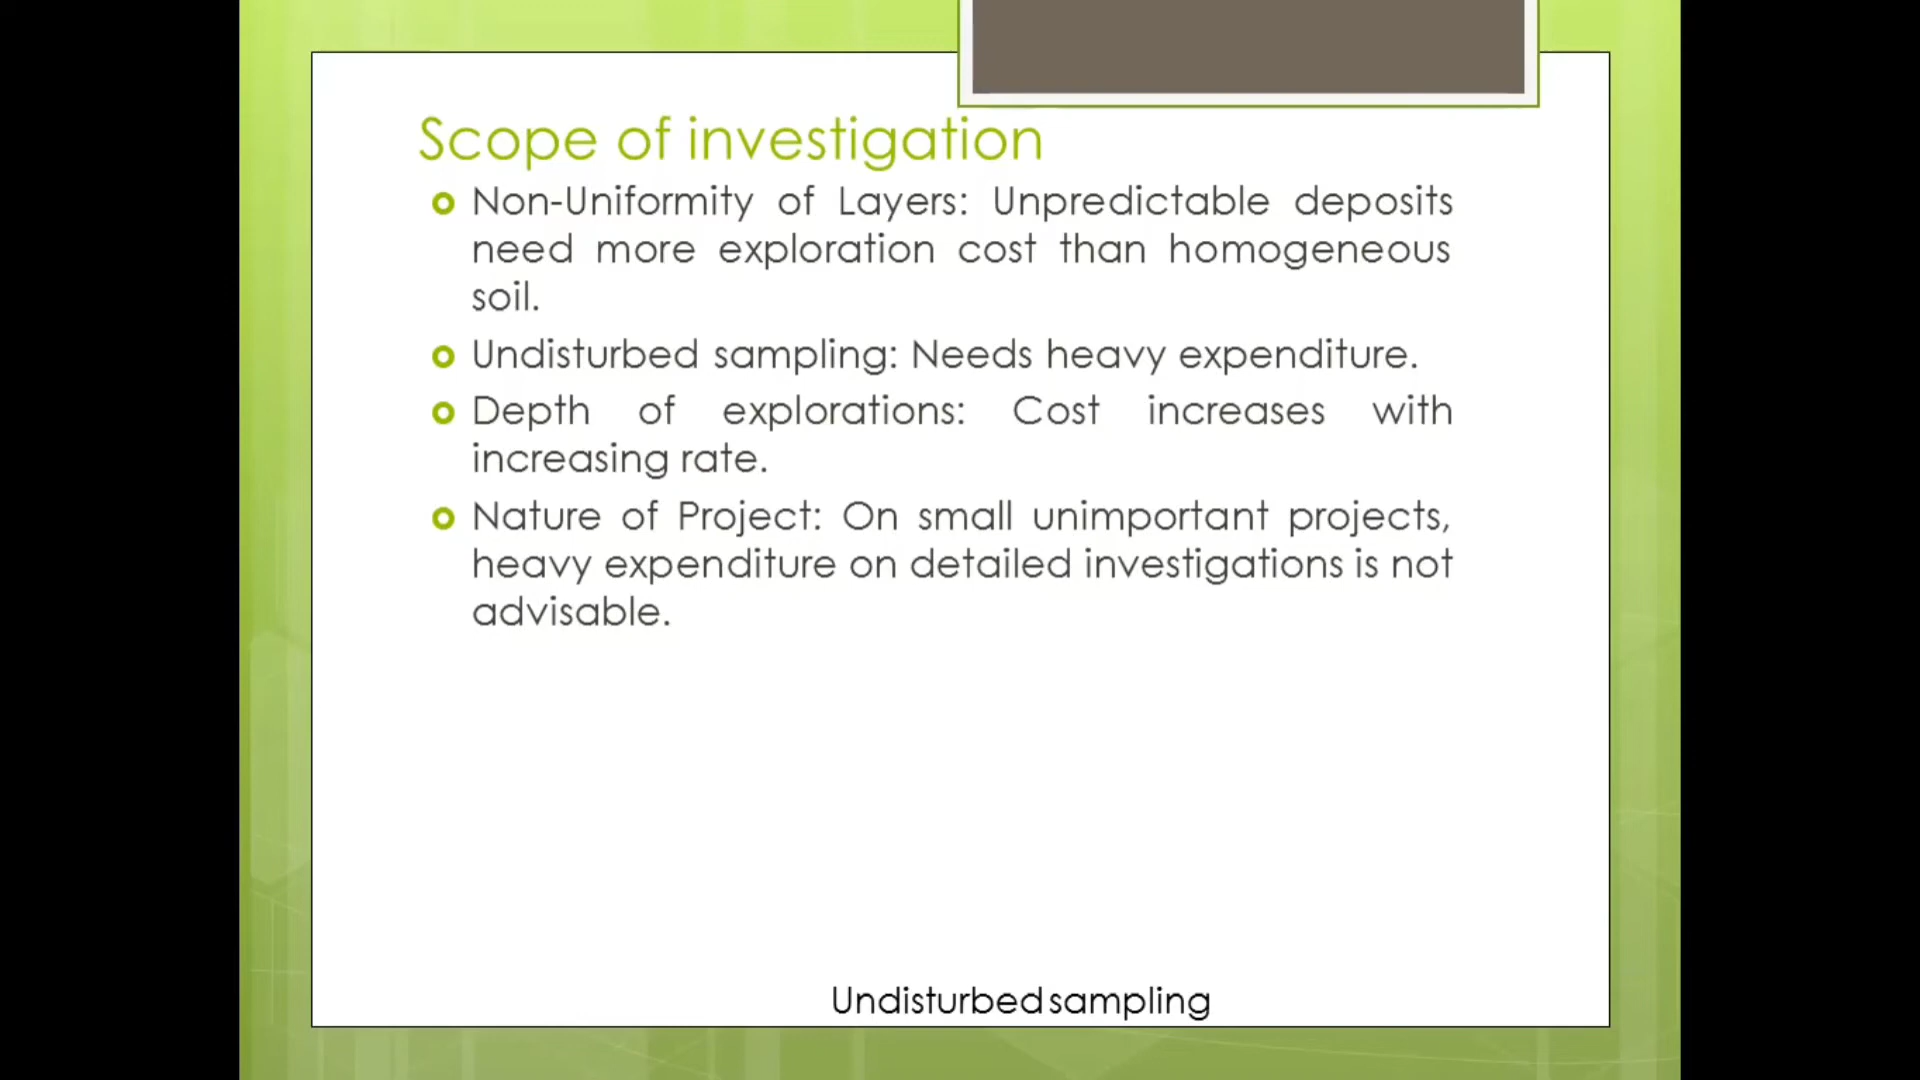 Scope of investigation
Non-Uniformity of Layers: Unpredictable deposits
need more exploration cost than homogeneous
soil.
Undisturbed sampling: Needs heavy expenditure.
Depth of explorations: Cost increases with
increasing rate.
Nature of Project: On small unimportant projects,
heavy expenditure on detailed investigations is not
advisable.
Undisturbed sampling